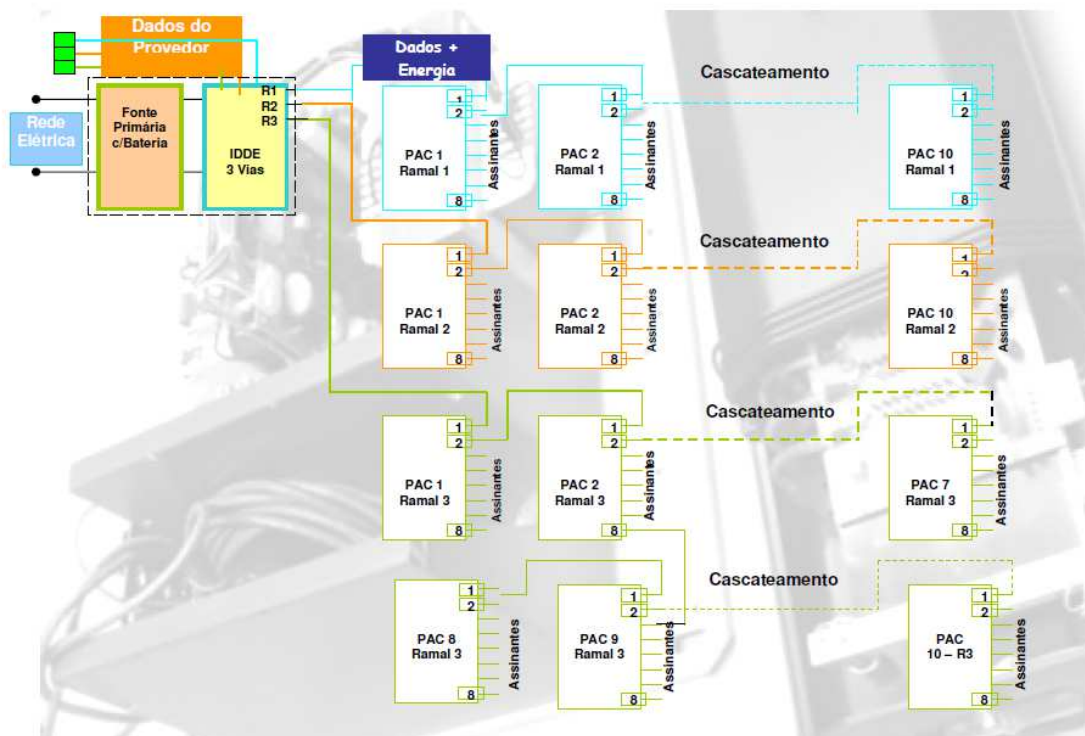 Dados do
Provedor
Dados +
Energia
Rede
Elétrica
Fonte
Primária
c/Bateria
IDDE
3 Vias
R1
R2
R3
Cascateamento
PAC 1
Ramal 1
1
2
8
Assinantes
PAC 2
Ramal 1
1
2
8
Assinantes
PAC 10
Ramal 1
1
2
8
Assinantes
Cascateamento
PAC 1
Ramal 2
1
2
8
Assinantes
PAC 2
Ramal 2
1
2
8
Assinantes
PAC 10
Ramal 2
1
2
8
Assinantes
Cascateamento
PAC 1
Ramal 3
1
2
8
Assinantes
PAC 2
Ramal 3
1
2
8
Assinantes
PAC 7
Ramal 3
1
2
8
Assinantes
Cascateamento
PAC 8
Ramal 3
1
2
8
Assinantes
PAC 9
Ramal 3
1
2
8
Assinantes
PAC
10 – R3
1
2
8
Assinantes